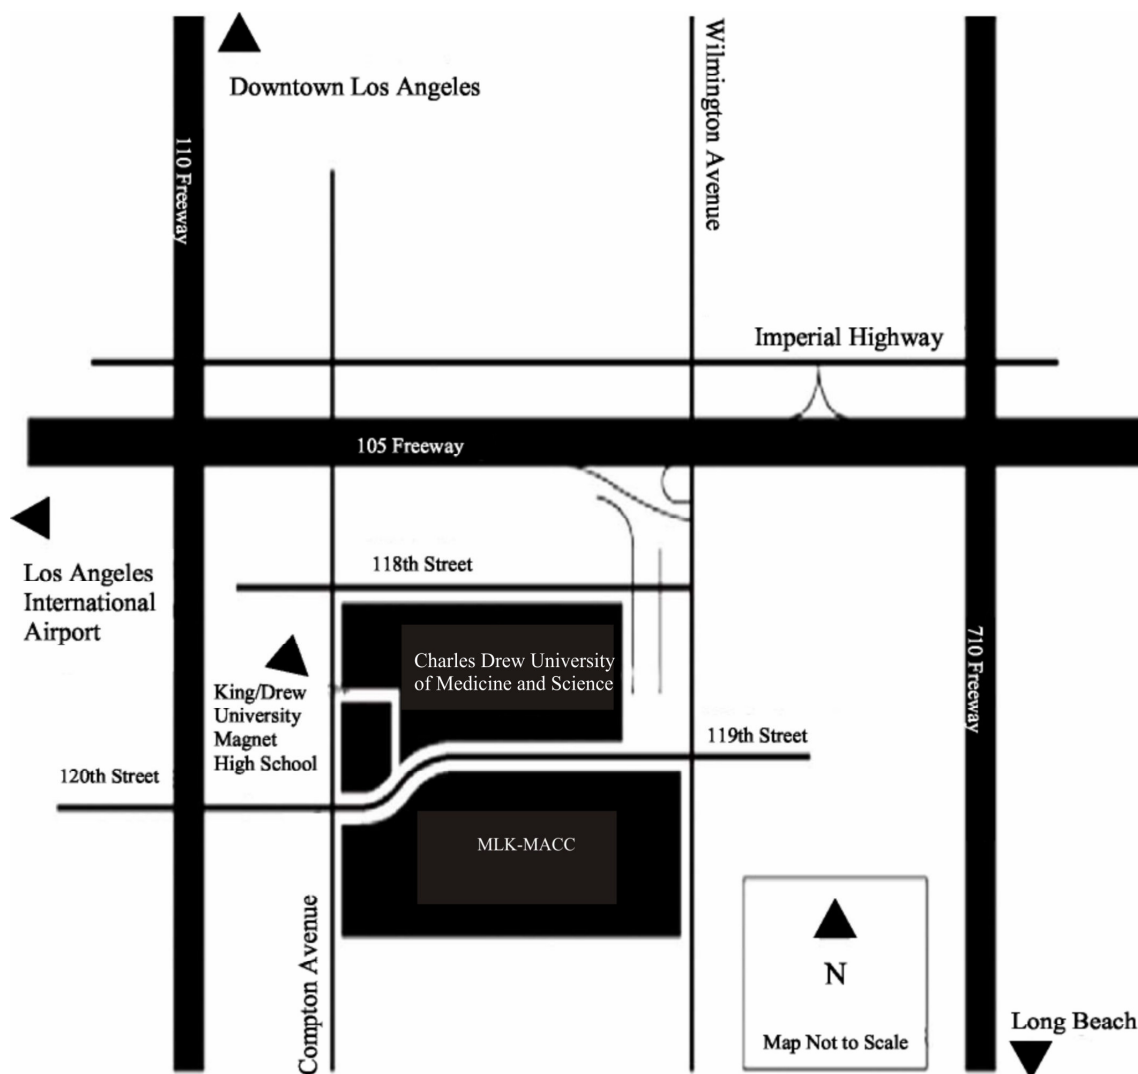 Downtown Los Angeles
Wilmington Avenue
110 Freeway
Imperial Highway
105 Freeway
118th Street
Los Angeles
International
Airport
710 Freeway
Charles Drew University
of Medicine and Science
King/Drew
University
Magnet
High School
119th Street
120th Street
MLK-MACC
Compton Avenue
N
Map Not to Scale
Long Beach